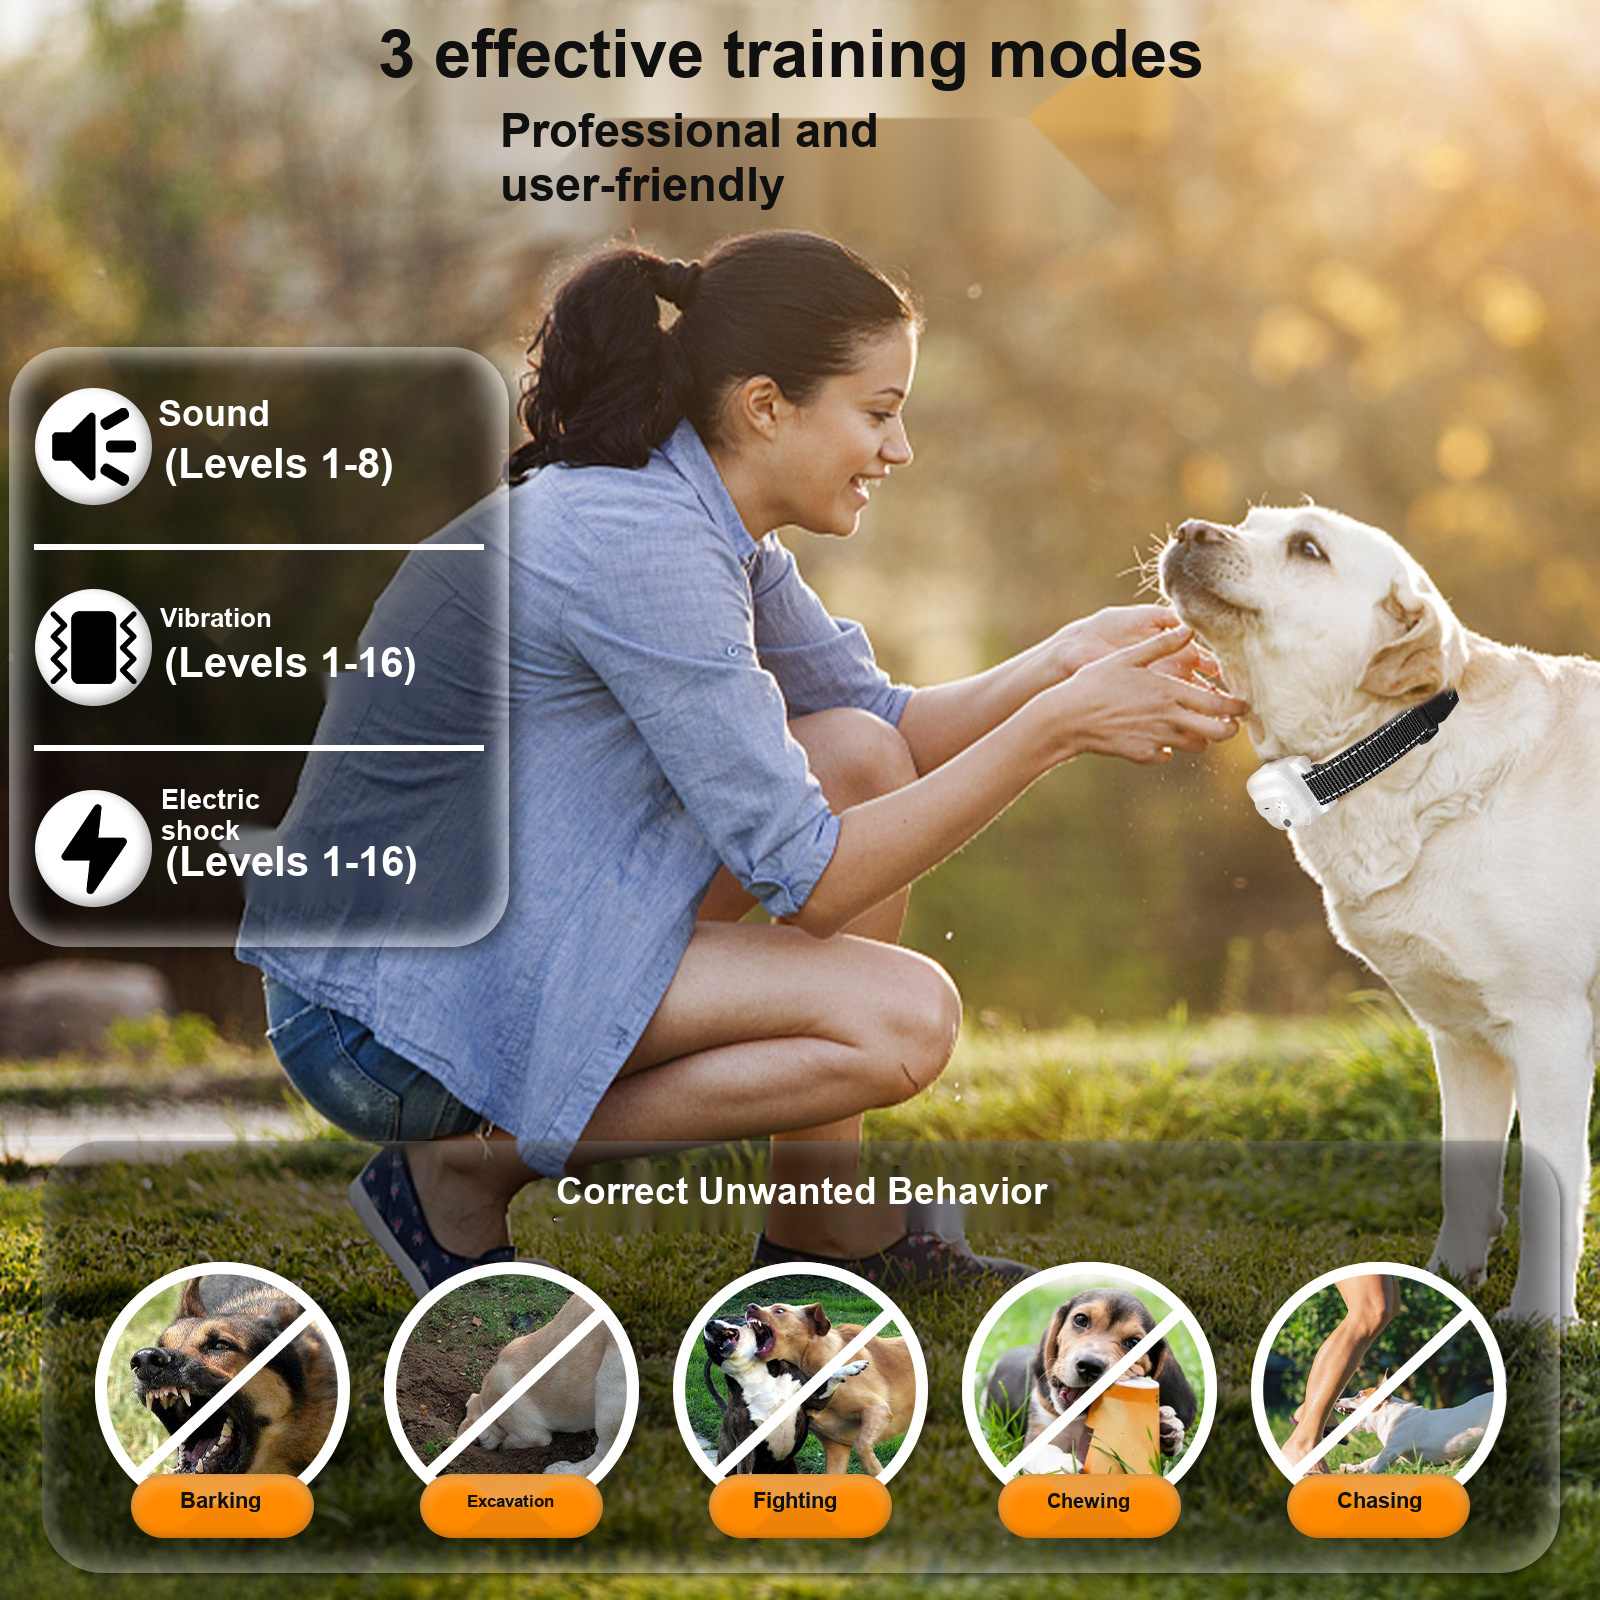 3 effective training modes
Professional and
user-friendly
Sound
(Levels 1-8)
Vibration
(Levels 1-16)
Electric
shock
(Levels 1-16)
Correct Unwanted Behavior
Barking
Excavation
Fighting
Chewing
Chasing